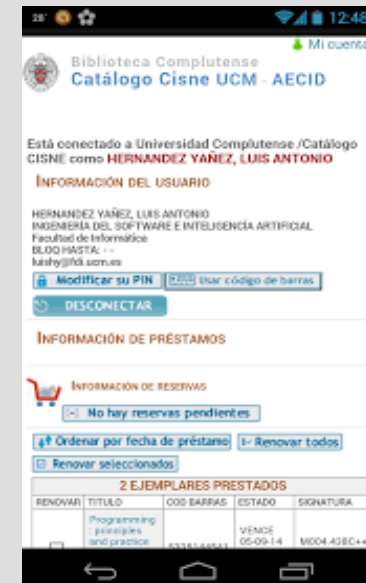 28° 12:48
Mi cuenta
Biblioteca Complutense
Catálogo Cisne UCM - AECID
Está conectado a Universidad Complutense /Catálogo
CISNE como HERNANDEZ YAÑEZ, LUIS ANTONIO
INFORMACIÓN DEL USUARIO
HERNANDEZ YAÑEZ, LUIS ANTONIO
INGENIERÍA DEL SOFTWARE E INTELIGENCÍA ARTIFICIAL
Facultad de Informática
BLOQ HASTA: - -
luishy@fdi.ucm.es
Modificar su PIN Usar código de barras
DESCONECTAR
INFORMACIÓN DE PRÉSTAMOS
INFORMACIÓN DE RESERVAS
No hay reservas pendientes
Ordenar por fecha de préstamo Renovar todos
Renovar seleccionados
2 EJEMPLARES PRESTADOS
RENOVAR TITULO COD BARRAS ESTADO SIGNATURA
Programming
: principles
and practice
VENCE
05-09-14 M004.438C++